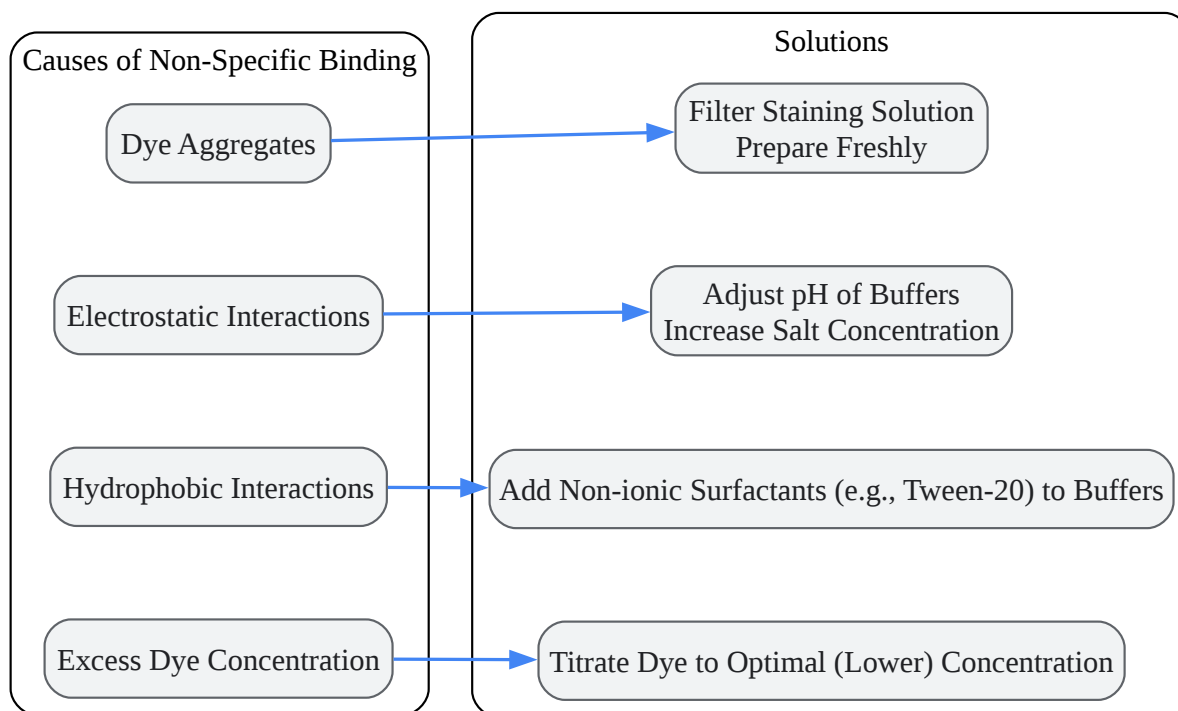 Causes of Non-Specific Binding
Dye Aggregates
Electrostatic Interactions
Hydrophobic Interactions
Excess Dye Concentration
Solutions
Filter Staining Solution
Prepare Freshly
Adjust pH of Buffers
Increase Salt Concentration
Add Non-ionic Surfactants (e.g., Tween-20) to Buffers
Titrate Dye to Optimal (Lower) Concentration